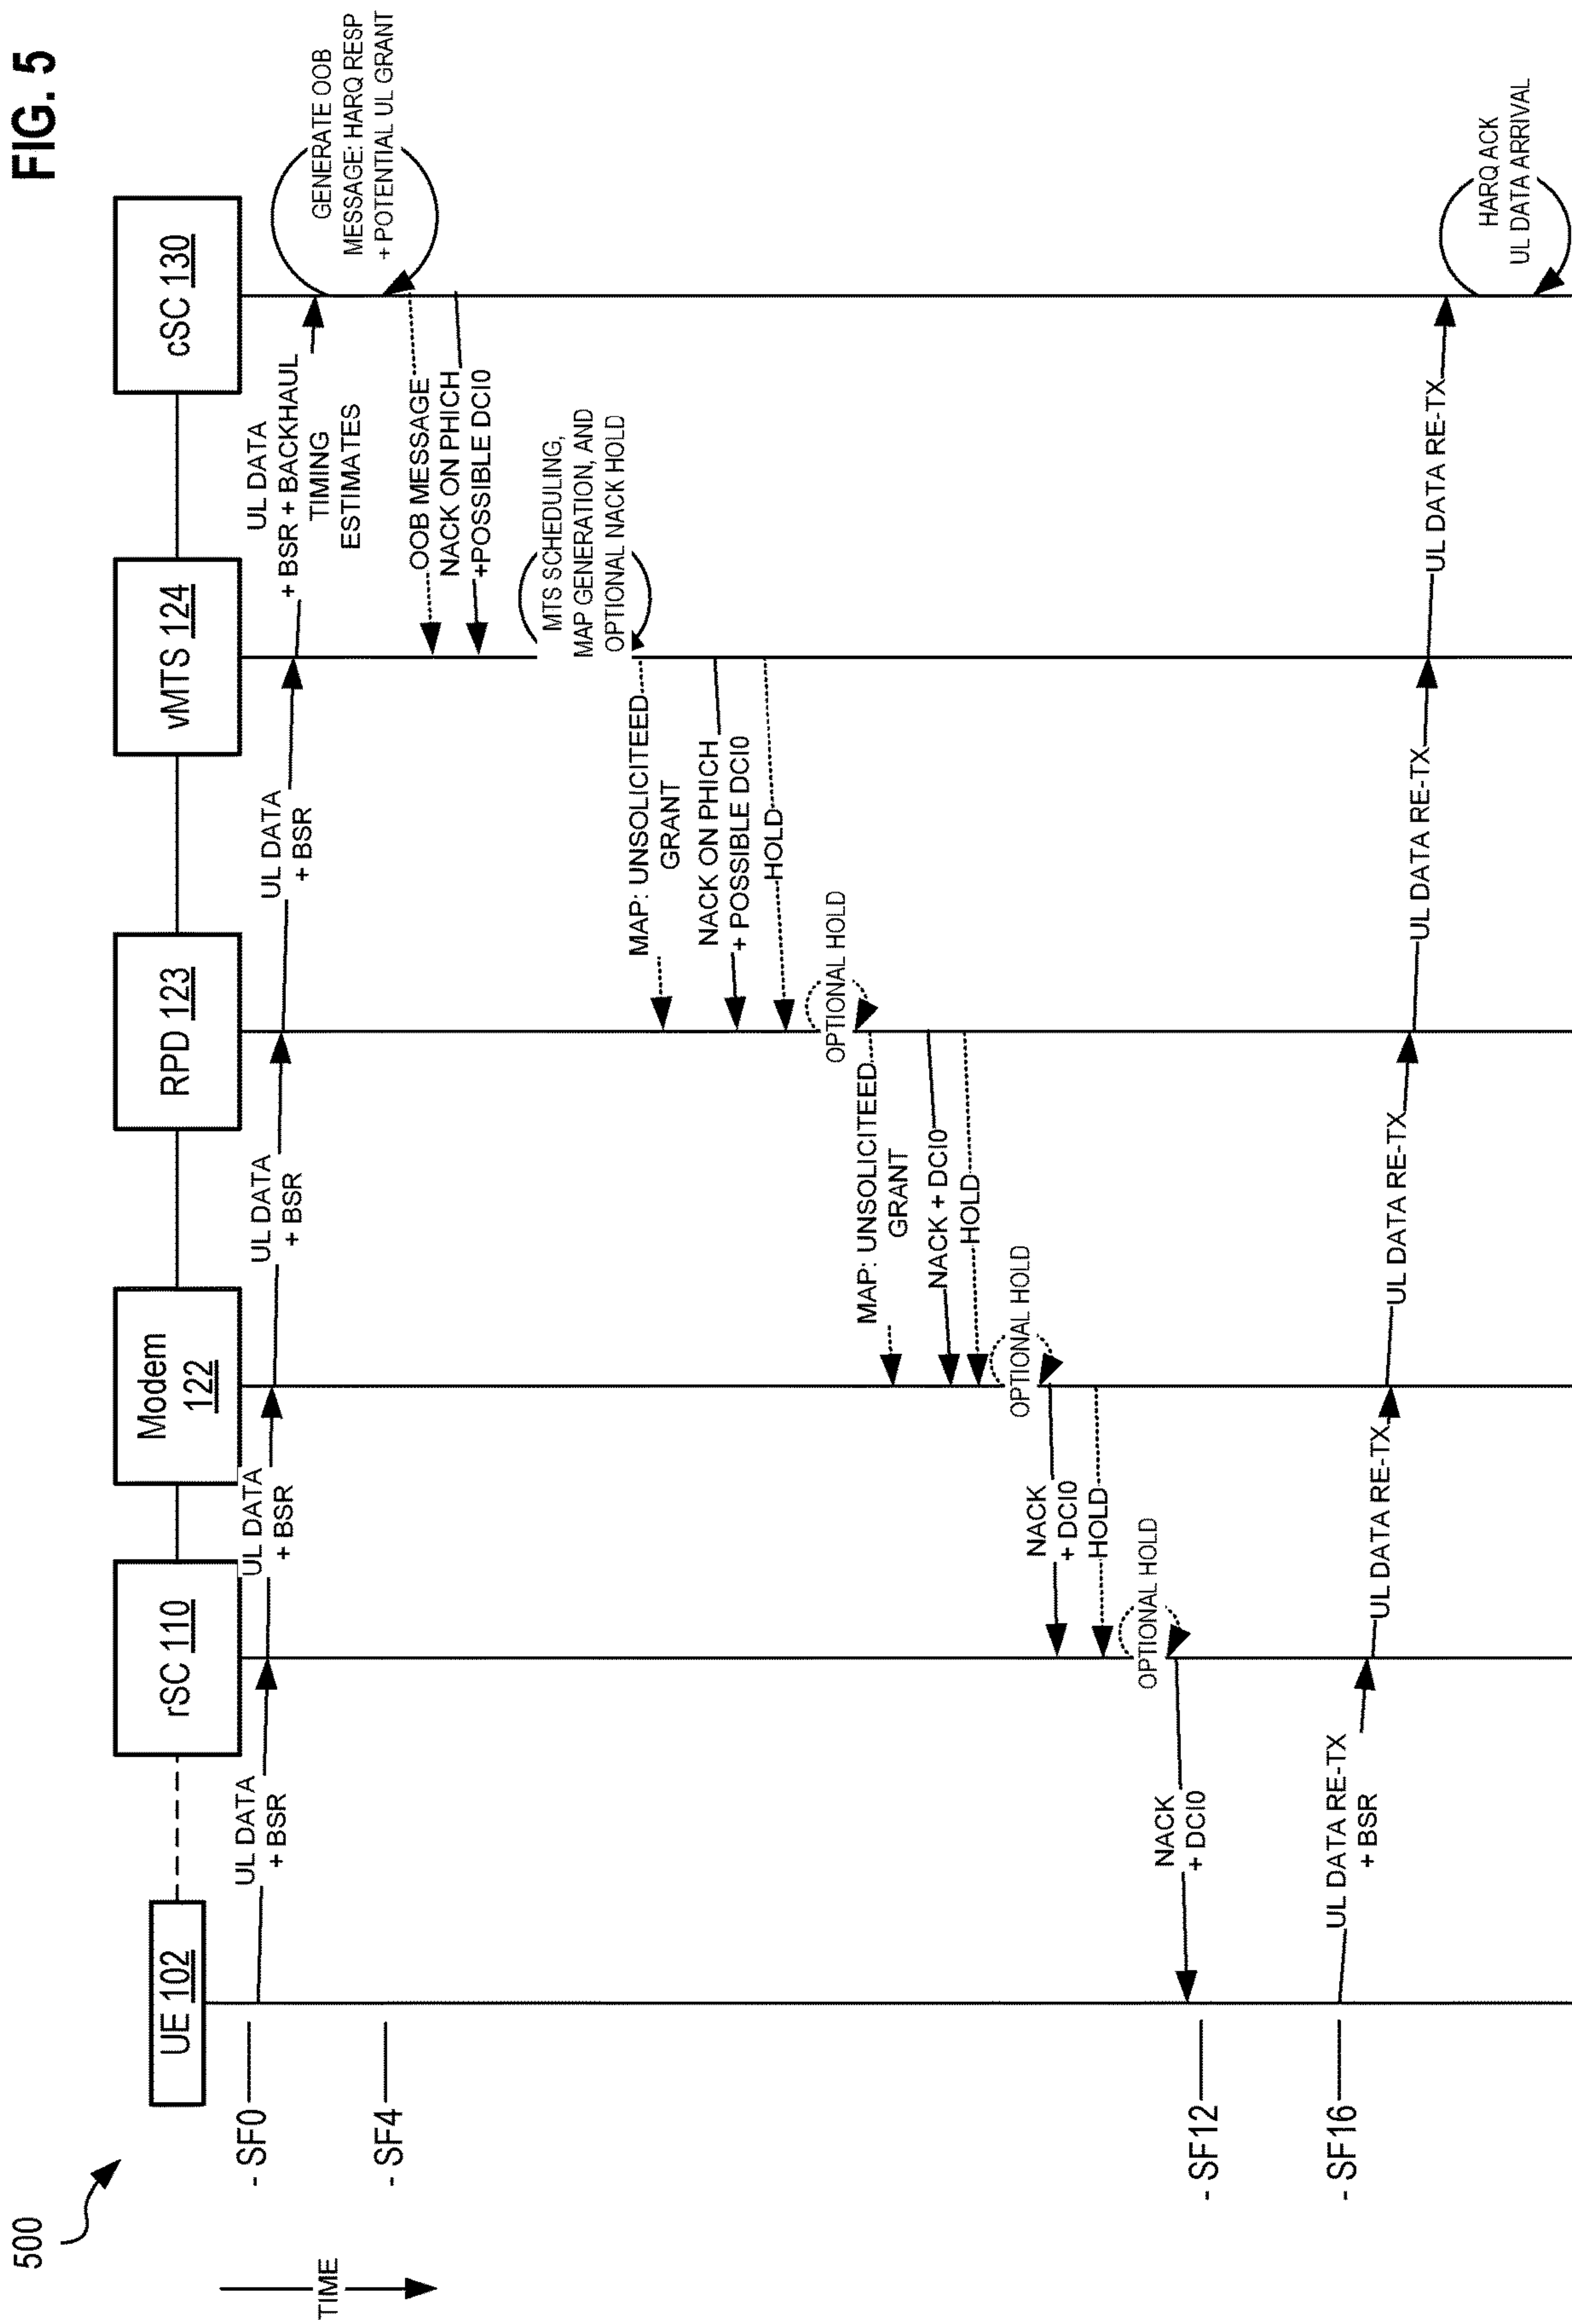 FIG. 5
500
TIME
UE 102
rSC 110
Modem
122
RPD 123
vMTS 124
cSC 130
- SF0
- SF4
- SF12
- SF16
UL DATA
+ BSR
UL DATA
+ BSR
UL DATA
+ BSR
UL DATA
+ BSR
UL DATA
+ BSR + BACKHAUL
TIMING
ESTIMATES
GENERATE OOB
MESSAGE: HARQ RESP
+ POTENTIAL UL GRANT
OOB MESSAGE
NACK ON PHICH
+POSSIBLE DCI0
MTS SCHEDULING,
MAP GENERATION, AND
OPTIONAL NACK HOLD
MAP: UNSOLICITEED
GRANT
NACK ON PHICH
+ POSSIBLE DCI0
HOLD
OPTIONAL HOLD
MAP: UNSOLICITEED
GRANT
NACK + DCI0
HOLD
OPTIONAL HOLD
NACK
+ DCI0
HOLD
OPTIONAL HOLD
NACK
+ DCI0
UL DATA RE-TX
+ BSR
UL DATA RE-TX
UL DATA RE-TX
UL DATA RE-TX
UL DATA RE-TX
HARQ ACK
UL DATA ARRIVAL